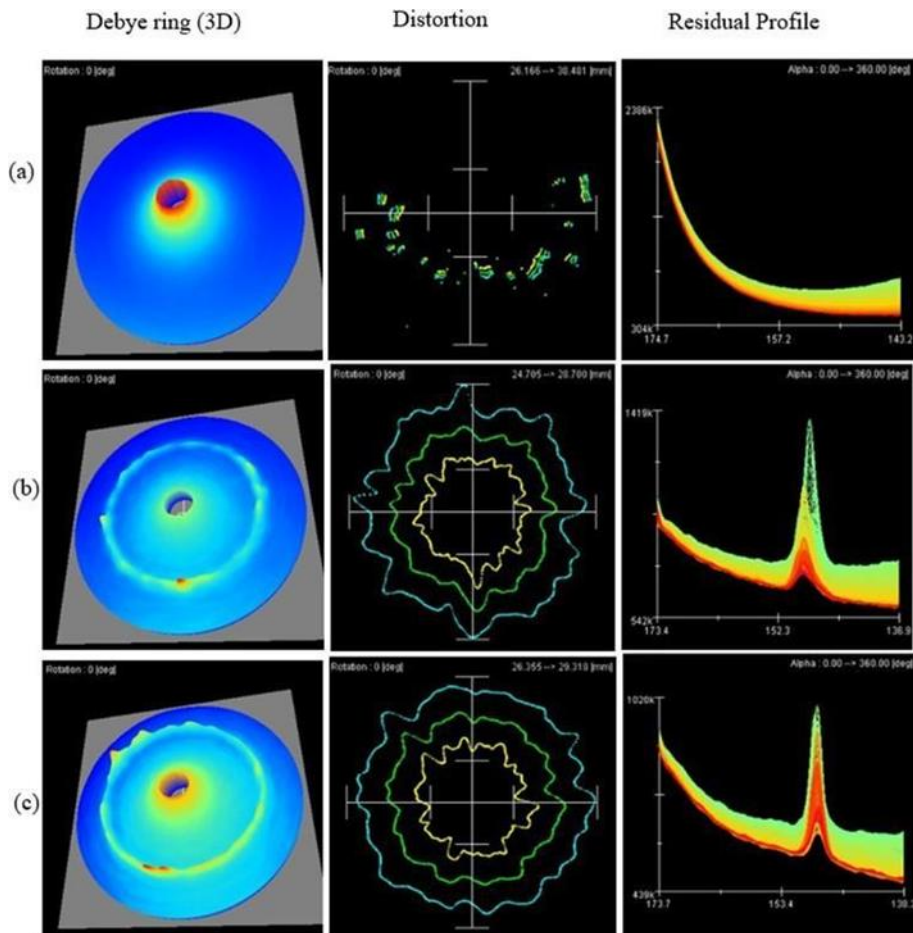 Debye ring (3D) Distortion Residual Profile
(a)
Rotation : 0 [deg]
Rotation : 0 [deg] 26.166 --> 38.481 [mm]
Alpha : 0.00 --> 360.00 [deg]
2386k
304k
174.7 157.2 143.2
(b)
Rotation : 0 [deg]
Rotation : 0 [deg] 24.705 --> 28.700 [mm]
Alpha : 0.00 --> 360.00 [deg]
1419k
542k
173.4 152.3 136.9
(c)
Rotation : 0 [deg]
Rotation : 0 [deg] 26.355 --> 29.318 [mm]
Alpha : 0.00 --> 360.00 [deg]
1020k
439k
173.7 153.4